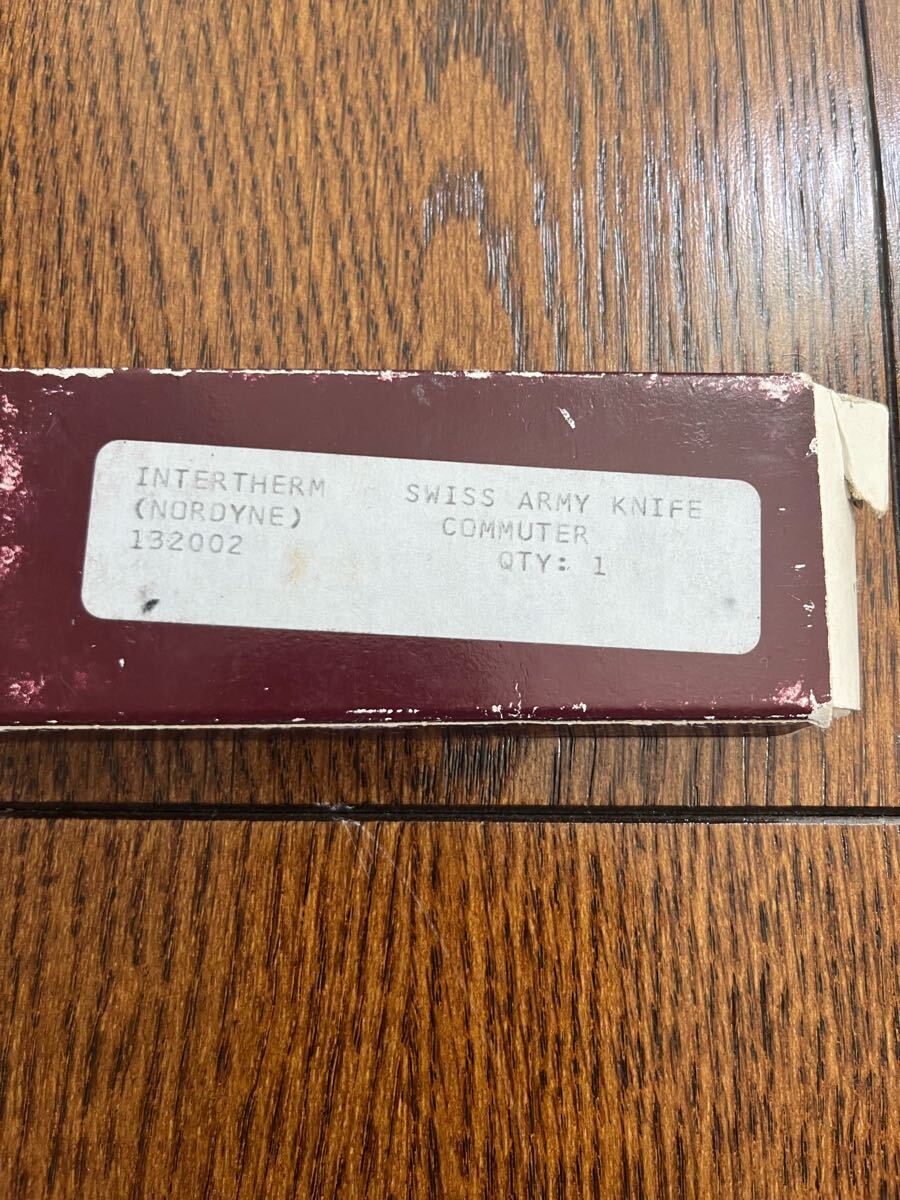 INTERTHERM
(NORDYNE)
132002
SWISS ARMY KNIFE
COMMUTER
QTY: 1